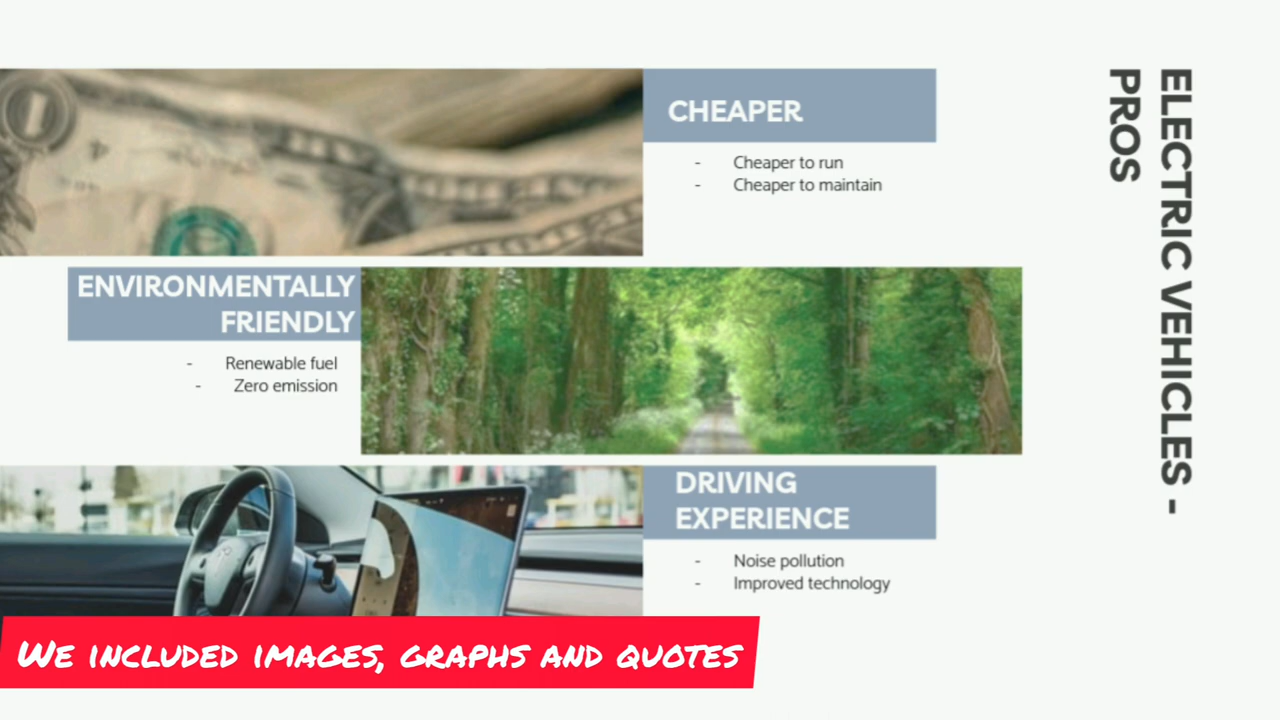 ELECTRIC VEHICLES -
PROS
CHEAPER
- Cheaper to run
- Cheaper to maintain
ENVIRONMENTALLY
FRIENDLY
- Renewable fuel
- Zero emission
DRIVING
EXPERIENCE
- Noise pollution
- Improved technology
WE INCLUDED IMAGES, GRAPHS AND QUOTES